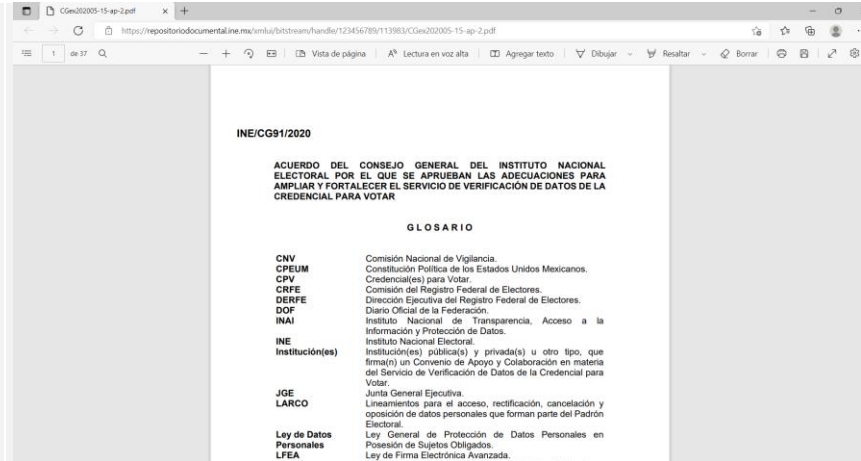 CGex202005-15-ap-2.pdf
https://repositoriodocumental.ine.mx/xmlui/bitstream/handle/123456789/113983/CGex202005-15-ap-2.pdf
1 de 37 Vista de página Lectura en voz alta Agregar texto Dibujar Resaltar Borrar
INE/CG91/2020
ACUERDO DEL CONSEJO GENERAL DEL INSTITUTO NACIONAL
ELECTORAL POR EL QUE SE APRUEBAN LAS ADECUACIONES PARA
AMPLIAR Y FORTALECER EL SERVICIO DE VERIFICACIÓN DE DATOS DE LA
CREDENCIAL PARA VOTAR
GLOSARIO
CNV Comisión Nacional de Vigilancia.
CPEUM Constitución Política de los Estados Unidos Mexicanos.
CPV Credencial(es) para Votar.
CRFE Comisión del Registro Federal de Electores.
DERFE Dirección Ejecutiva del Registro Federal de Electores.
DOF Diario Oficial de la Federación.
INAI Instituto Nacional de Transparencia, Acceso a la
Información y Protección de Datos.
INE Instituto Nacional Electoral.
Institución(es) Institución(es) pública(s) y privada(s) u otro tipo, que
firma(n) un Convenio de Apoyo y Colaboración en materia
del Servicio de Verificación de Datos de la Credencial para
Votar.
JGE Junta General Ejecutiva.
LARCO Lineamientos para el acceso, rectificación, cancelación y
oposición de datos personales que forman parte del Padrón
Electoral.
Ley de Datos Ley General de Protección de Datos Personales en
Personales Posesión de Sujetos Obligados.
LFEA Ley de Firma Electrónica Avanzada.